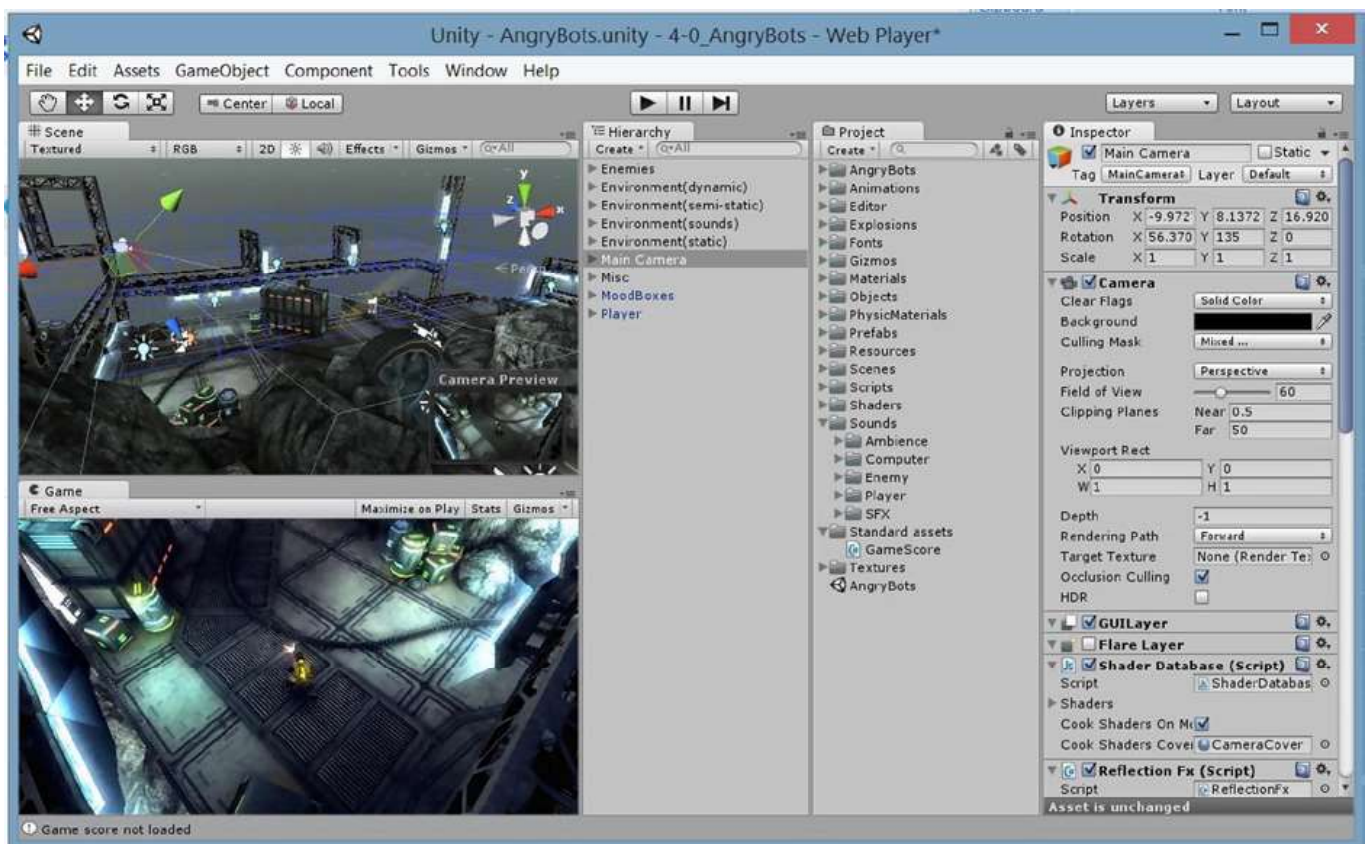 Unity - AngryBots.unity - 4-0_AngryBots - Web Player*
File Edit Assets GameObject Component Tools Window Help
Center Local Layers Layout
Scene
Textured RGB 2D Effects Gizmos All
y
z x
Persp
Camera Preview
Game
Free Aspect Maximize on Play Stats Gizmos
Hierarchy
Create All
Enemies
Environment(dynamic)
Environment(semi-static)
Environment(sounds)
Environment(static)
Main Camera
Misc
MoodBoxes
Player
Project
Create
AngryBots
Animations
Editor
Explosions
Fonts
Gizmos
Materials
Objects
PhysicMaterials
Prefabs
Resources
Scenes
Scripts
Shaders
Sounds
Ambience
Computer
Enemy
Player
SFX
Standard assets
GameScore
Textures
AngryBots
Inspector
Main Camera Static
Tag MainCamera Layer Default
Transform
Position X -9.972 Y 8.1372 Z 16.920
Rotation X 56.370 Y 135 Z 0
Scale X 1 Y 1 Z 1
Camera
Clear Flags Solid Color
Background
Culling Mask Mixed ...
Projection Perspective
Field of View 60
Clipping Planes Near 0.5
Far 50
Viewport Rect
X 0 Y 0
W 1 H 1
Depth -1
Rendering Path Forward
Target Texture None (Render Te
Occlusion Culling
HDR
GUILayer
Flare Layer
Shader Database (Script)
Script ShaderDatabas
Shaders
Cook Shaders On M
Cook Shaders Cove CameraCover
Reflection Fx (Script)
Script ReflectionFx
Asset is unchanged
Game score not loaded